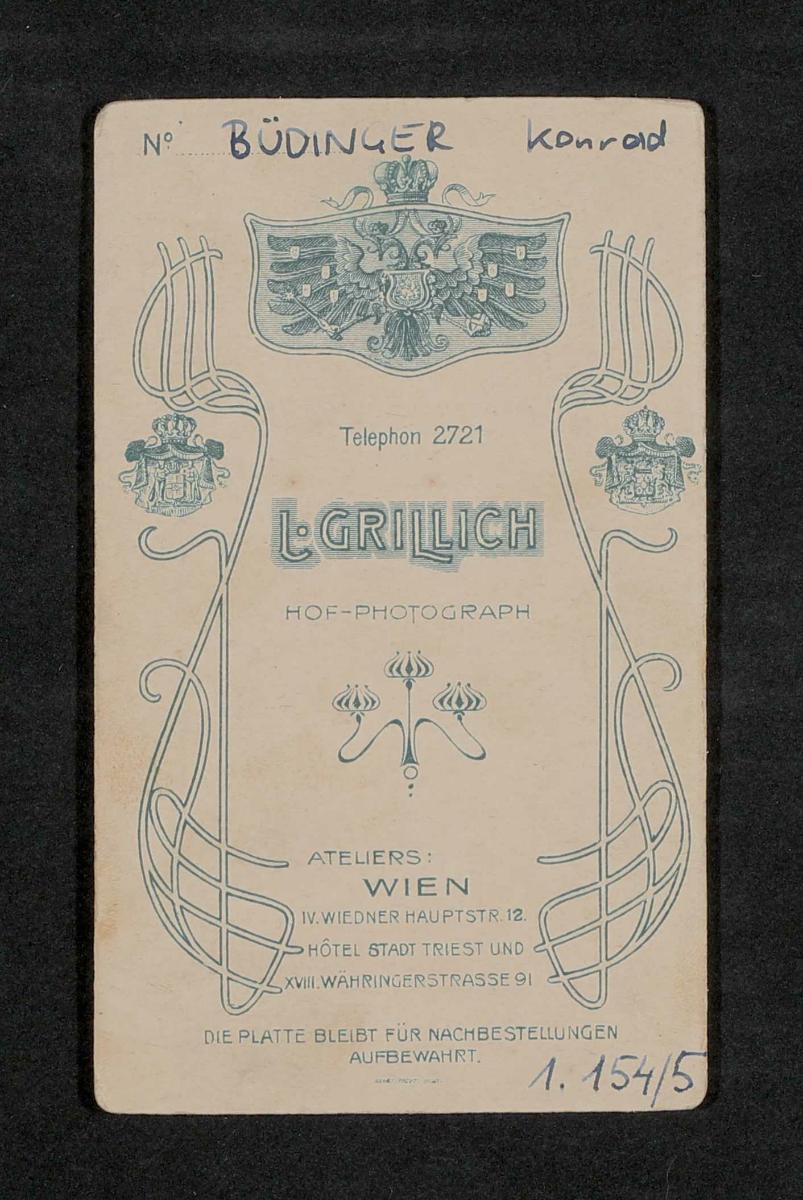 Nº BÜDINGER Konrad
Telephon 2721
L. GRILLICH
HOF-PHOTOGRAPH
ATELIERS:
WIEN
IV. WIEDNER HAUPTSTR. 12.
HÔTEL STADT TRIEST UND
XVIII. WÄHRINGERSTRASSE 91
DIE PLATTE BLEIBT FÜR NACHBESTELLUNGEN
AUFBEWAHRT.
1. 154/5